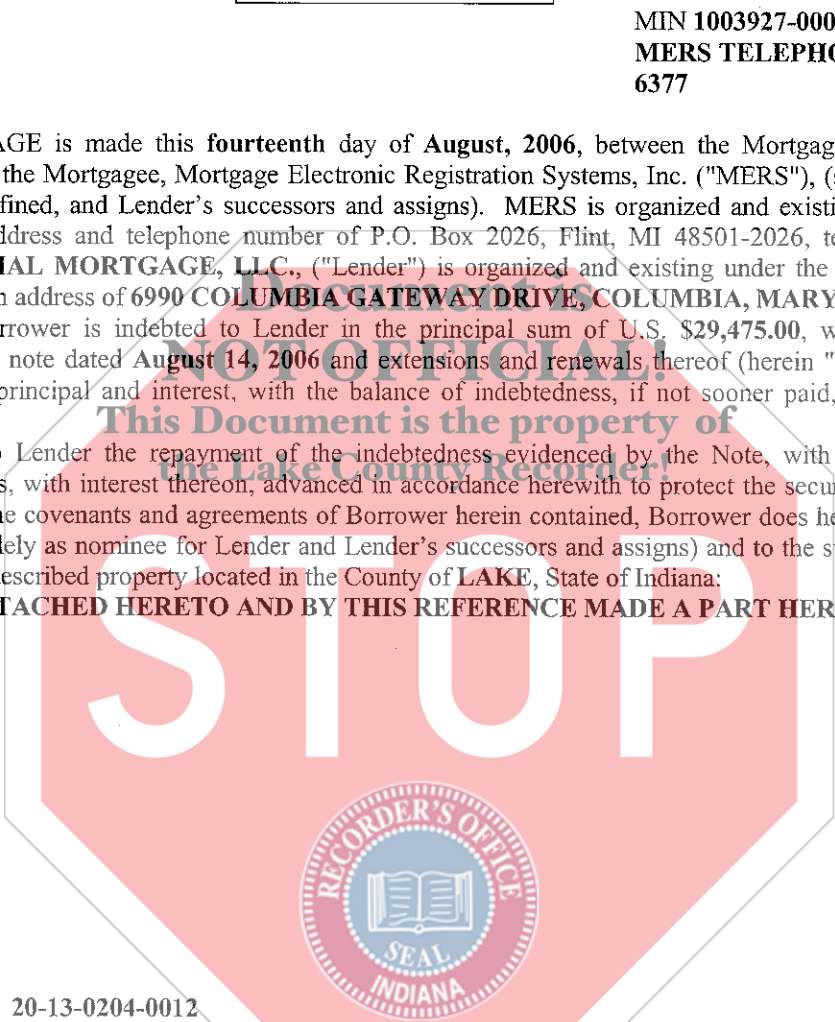 MIN 1003927-000
MERS TELEPHO
6377
AGE is made this fourteenth day of August, 2006, between the Mortgag
the Mortgagee, Mortgage Electronic Registration Systems, Inc. ("MERS"), (
fined, and Lender's successors and assigns). MERS is organized and existi
ddress and telephone number of P.O. Box 2026, Flint, MI 48501-2026, te
IAL MORTGAGE, LLC., ("Lender") is organized and existing under the
n address of 6990 COLUMBIA GATEWAY DRIVE, COLUMBIA, MARY
Document is
rrower is indebted to Lender in the principal sum of U.S. $29,475.00, w
note dated August 14, 2006 and extensions and renewals thereof (herein "
NOT OFFICIAL!
principal and interest, with the balance of indebtedness, if not sooner paid,
This Document is the property of
Lender the repayment of the indebtedness evidenced by the Note, with
the Lake County Recorder!
s, with interest thereon, advanced in accordance herewith to protect the secu
e covenants and agreements of Borrower herein contained, Borrower does he
lely as nominee for Lender and Lender's successors and assigns) and to the s
escribed property located in the County of LAKE, State of Indiana:
TACHED HERETO AND BY THIS REFERENCE MADE A PART HER
STOP
RECORDER'S OFFICE
SEAL
INDIANA
20-13-0204-0012